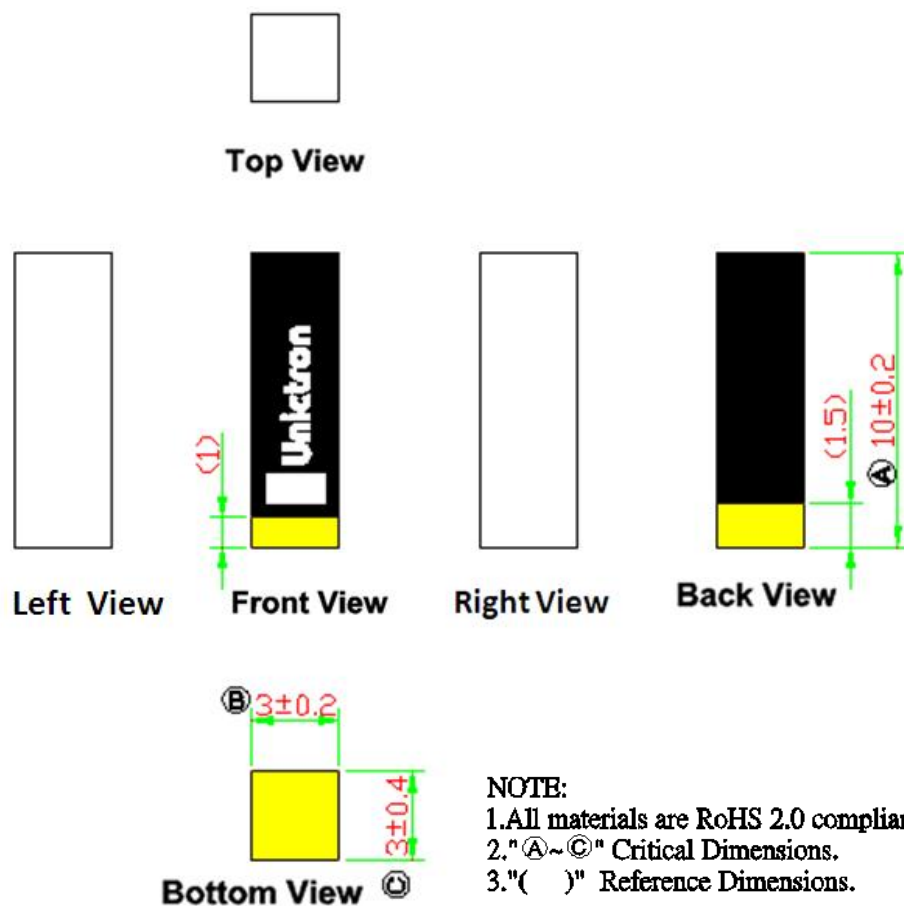 Top View
Unictron
(1)
(1.5)
Ⓐ 10±0.2
Left View
Front View
Right View
Back View
Ⓑ 3±0.2
3±0.4
Ⓒ
Bottom View
NOTE:
1.All materials are RoHS 2.0 complian
2."Ⓐ~Ⓒ" Critical Dimensions.
3."( )" Reference Dimensions.